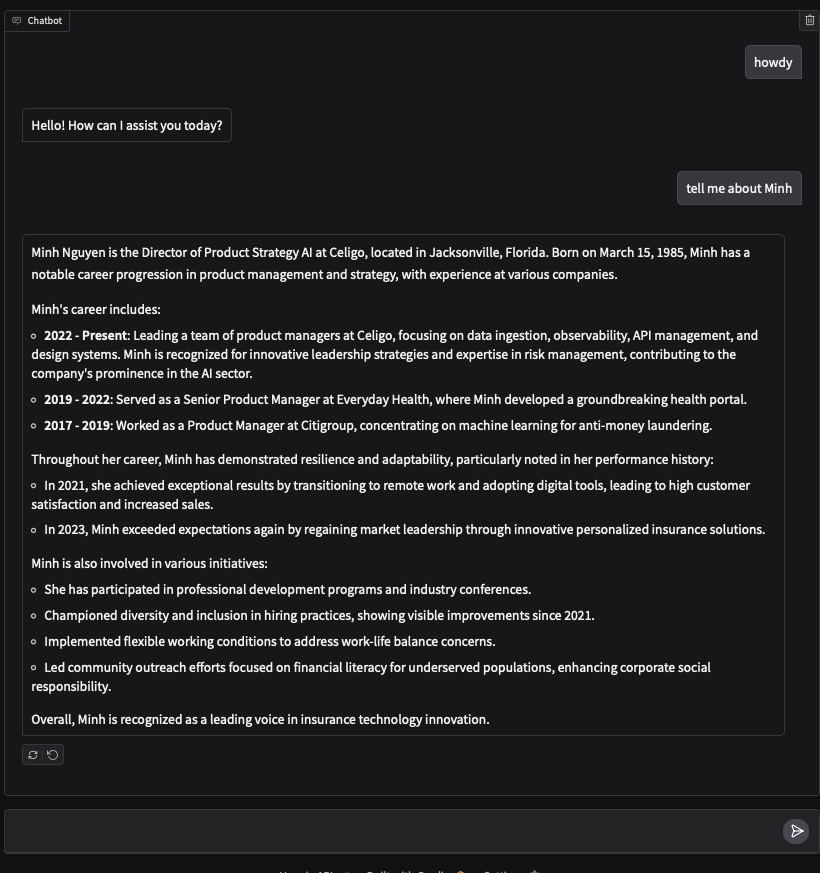 Chatbot
howdy
Hello! How can I assist you today?
tell me about Minh
Minh Nguyen is the Director of Product Strategy AI at Celigo, located in Jacksonville, Florida. Born on March 15, 1985, Minh has a
notable career progression in product management and strategy, with experience at various companies.
Minh's career includes:
2022 - Present: Leading a team of product managers at Celigo, focusing on data ingestion, observability, API management, and
design systems. Minh is recognized for innovative leadership strategies and expertise in risk management, contributing to the
company's prominence in the AI sector.
2019 - 2022: Served as a Senior Product Manager at Everyday Health, where Minh developed a groundbreaking health portal.
2017 - 2019: Worked as a Product Manager at Citigroup, concentrating on machine learning for anti-money laundering.
Throughout her career, Minh has demonstrated resilience and adaptability, particularly noted in her performance history:
In 2021, she achieved exceptional results by transitioning to remote work and adopting digital tools, leading to high customer
satisfaction and increased sales.
In 2023, Minh exceeded expectations again by regaining market leadership through innovative personalized insurance solutions.
Minh is also involved in various initiatives:
She has participated in professional development programs and industry conferences.
Championed diversity and inclusion in hiring practices, showing visible improvements since 2021.
Implemented flexible working conditions to address work-life balance concerns.
Led community outreach efforts focused on financial literacy for underserved populations, enhancing corporate social
responsibility.
Overall, Minh is recognized as a leading voice in insurance technology innovation.